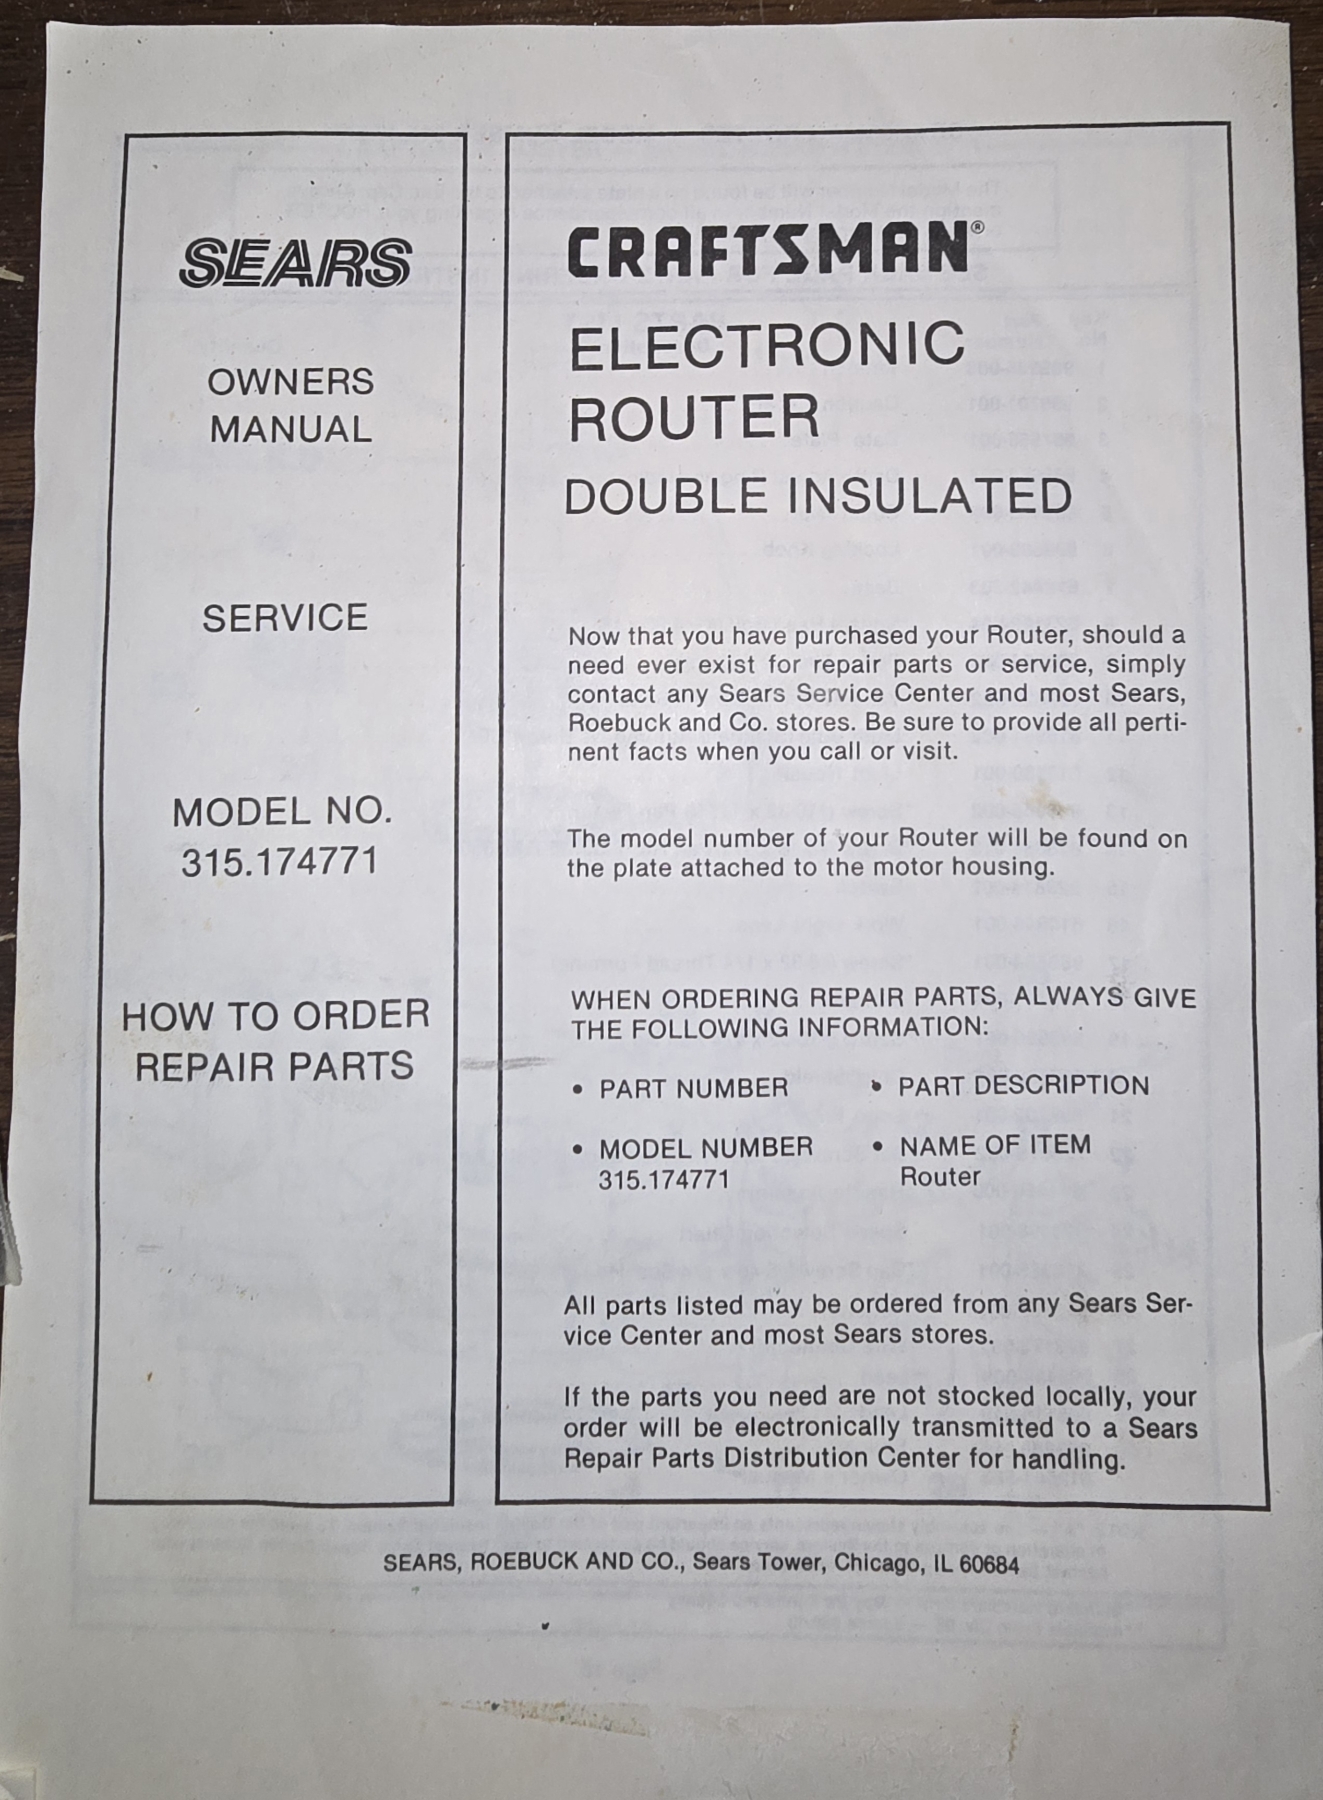 SEARS
OWNERS
MANUAL
SERVICE
MODEL NO.
315.174771
HOW TO ORDER
REPAIR PARTS
CRAFTSMAN®
ELECTRONIC
ROUTER
DOUBLE INSULATED
Now that you have purchased your Router, should a
need ever exist for repair parts or service, simply
contact any Sears Service Center and most Sears,
Roebuck and Co. stores. Be sure to provide all perti-
nent facts when you call or visit.
The model number of your Router will be found on
the plate attached to the motor housing.
WHEN ORDERING REPAIR PARTS, ALWAYS GIVE
THE FOLLOWING INFORMATION:
• PART NUMBER • PART DESCRIPTION
• MODEL NUMBER • NAME OF ITEM
315.174771 Router
All parts listed may be ordered from any Sears Ser-
vice Center and most Sears stores.
If the parts you need are not stocked locally, your
order will be electronically transmitted to a Sears
Repair Parts Distribution Center for handling.
SEARS, ROEBUCK AND CO., Sears Tower, Chicago, IL 60684